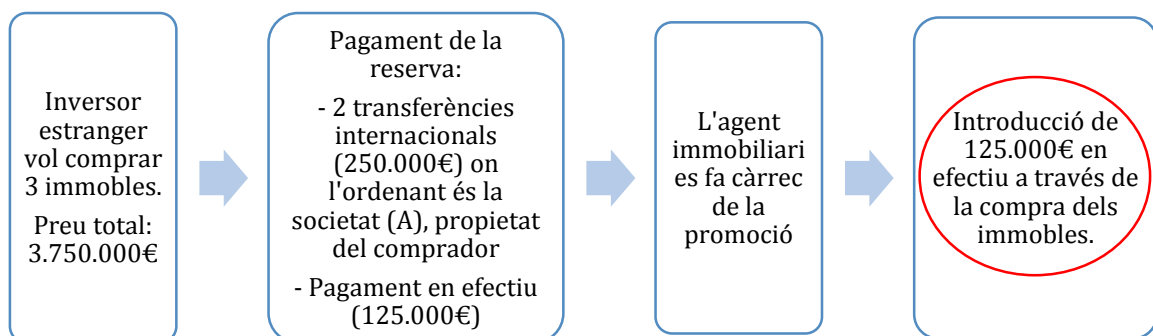 Inversor
estranger
vol comprar
3 immobles.
Preu total:
3.750.000€
Pagament de la
reserva:
- 2 transferències
internacionals
(250.000€) on
l'ordenant és la
societat (A), propietat
del comprador
- Pagament en efectiu
(125.000€)
L'agent
immobiliari
es fa càrrec
de la
promoció
Introducció de
125.000€ en
efectiu a través de
la compra dels
immobles.